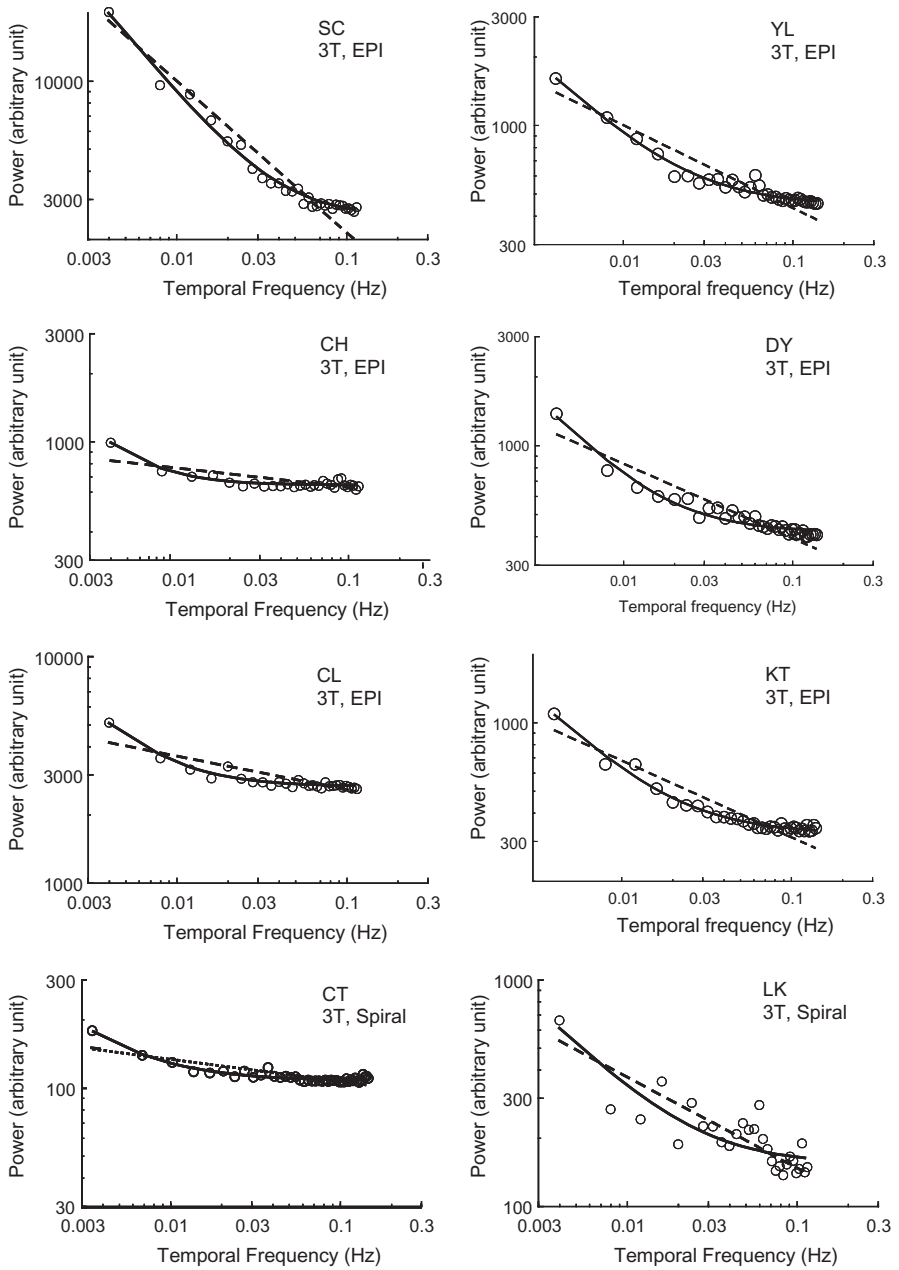 SC
3T, EPI
Power (arbitrary unit)
10000
3000
0.003 0.01 0.03 0.1 0.3
Temporal Frequency (Hz)
YL
3T, EPI
Power (arbitrary unit)
3000
1000
300
0.01 0.03 0.1 0.3
Temporal frequency (Hz)
CH
3T, EPI
Power (arbitrary unit)
3000
1000
300
0.003 0.01 0.03 0.1 0.3
Temporal Frequency (Hz)
DY
3T, EPI
Power (arbitrary unit)
3000
1000
300
0.01 0.03 0.1 0.3
Temporal frequency (Hz)
CL
3T, EPI
Power (arbitrary unit)
10000
3000
1000
0.003 0.01 0.03 0.1 0.3
Temporal Frequency (Hz)
KT
3T, EPI
Power (arbitrary unit)
1000
300
0.01 0.03 0.1 0.3
Temporal frequency (Hz)
CT
3T, Spiral
Power (arbitrary unit)
300
100
30
0.003 0.01 0.03 0.1 0.3
Temporal Frequency (Hz)
LK
3T, Spiral
Power (arbitrary unit)
1000
300
100
0.003 0.01 0.03 0.1 0.3
Temporal Frequency (Hz)